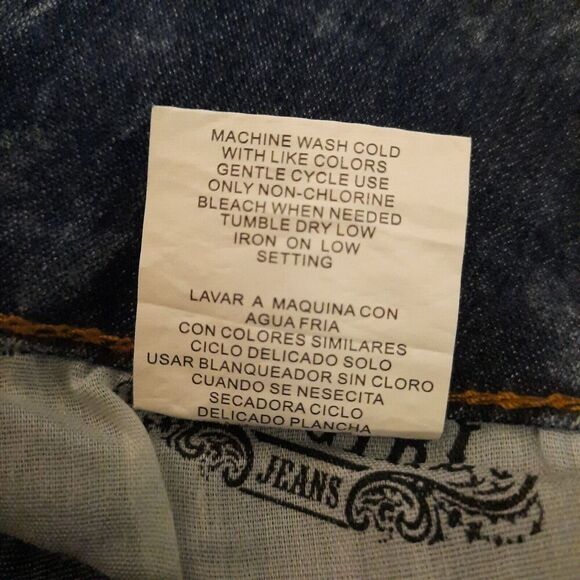 MACHINE WASH COLD
WITH LIKE COLORS
GENTLE CYCLE USE
ONLY NON-CHLORINE
BLEACH WHEN NEEDED
TUMBLE DRY LOW
IRON ON LOW
SETTING
LAVAR A MAQUINA CON
AGUA FRIA
CON COLORES SIMILARES
CICLO DELICADO SOLO
USAR BLANQUEADOR SIN CLORO
CUANDO SE NESECITA
SECADORA CICLO
DELICADO PLANCHA
JEANS